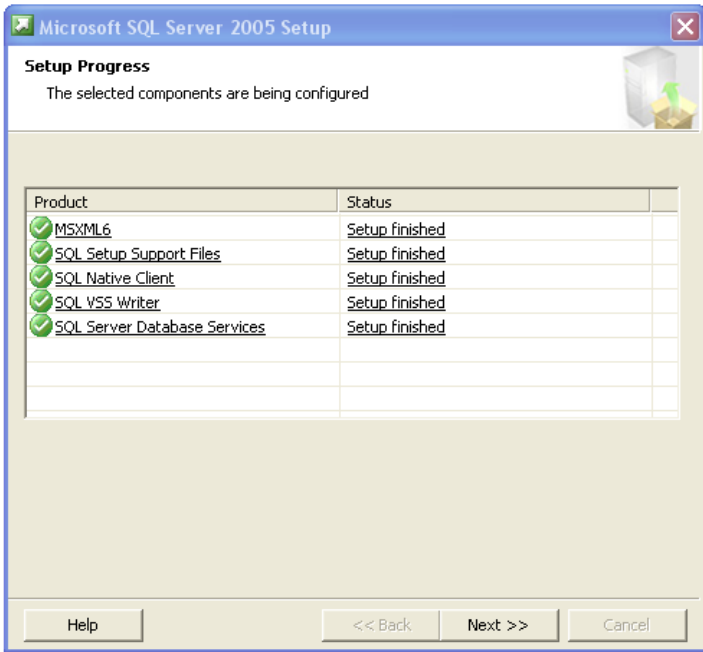 Microsoft SQL Server 2005 Setup
Setup Progress
The selected components are being configured
Product Status
MSXML6 Setup finished
SQL Setup Support Files Setup finished
SQL Native Client Setup finished
SQL VSS Writer Setup finished
SQL Server Database Services Setup finished
Help << Back Next >> Cancel